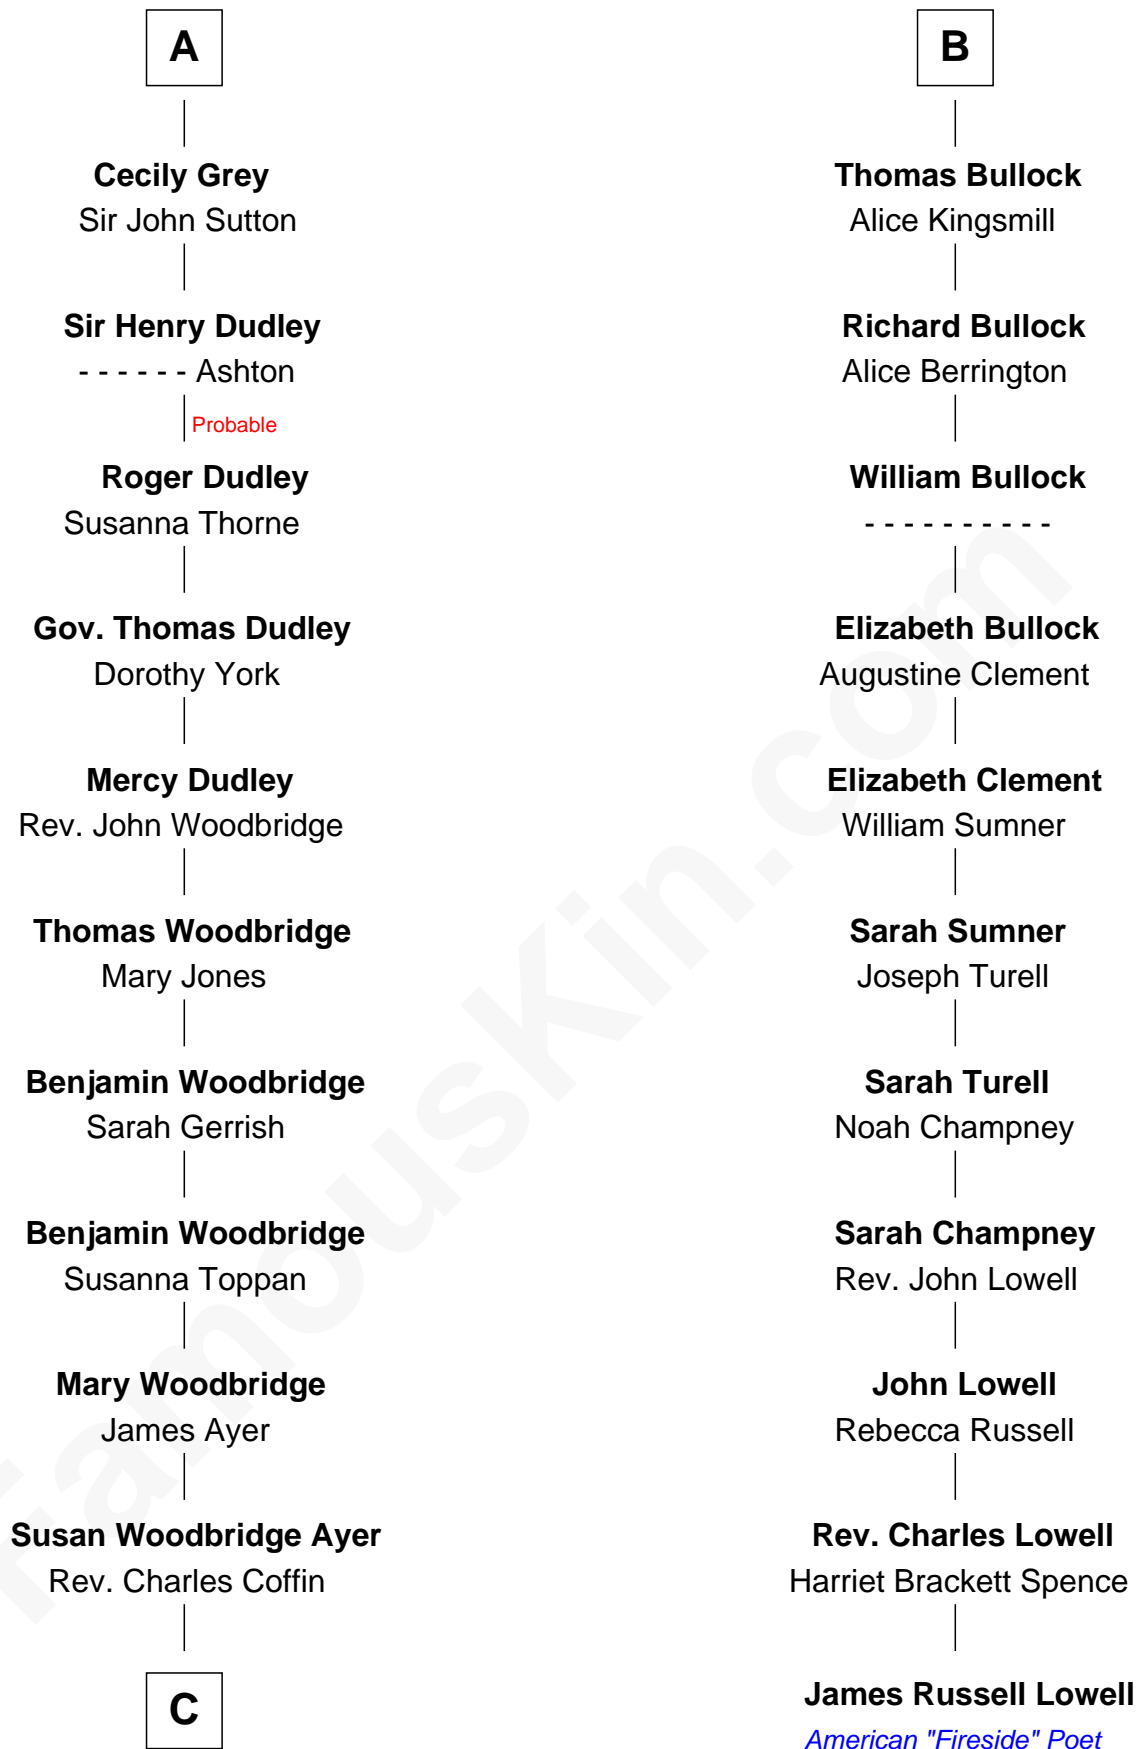 A
Cecily Grey
Sir John Sutton
Sir Henry Dudley
- - - - - - Ashton
Probable
Roger Dudley
Susanna Thorne
Gov. Thomas Dudley
Dorothy York
Mercy Dudley
Rev. John Woodbridge
Thomas Woodbridge
Mary Jones
Benjamin Woodbridge
Sarah Gerrish
Benjamin Woodbridge
Susanna Toppan
Mary Woodbridge
James Ayer
Susan Woodbridge Ayer
Rev. Charles Coffin
C
B
Thomas Bullock
Alice Kingsmill
Richard Bullock
Alice Berrington
William Bullock
- - - - - - - - - -
Elizabeth Bullock
Augustine Clement
Elizabeth Clement
William Sumner
Sarah Sumner
Joseph Turell
Sarah Turell
Noah Champney
Sarah Champney
Rev. John Lowell
John Lowell
Rebecca Russell
Rev. Charles Lowell
Harriet Brackett Spence
James Russell Lowell
American "Fireside" Poet
FamousKin.com